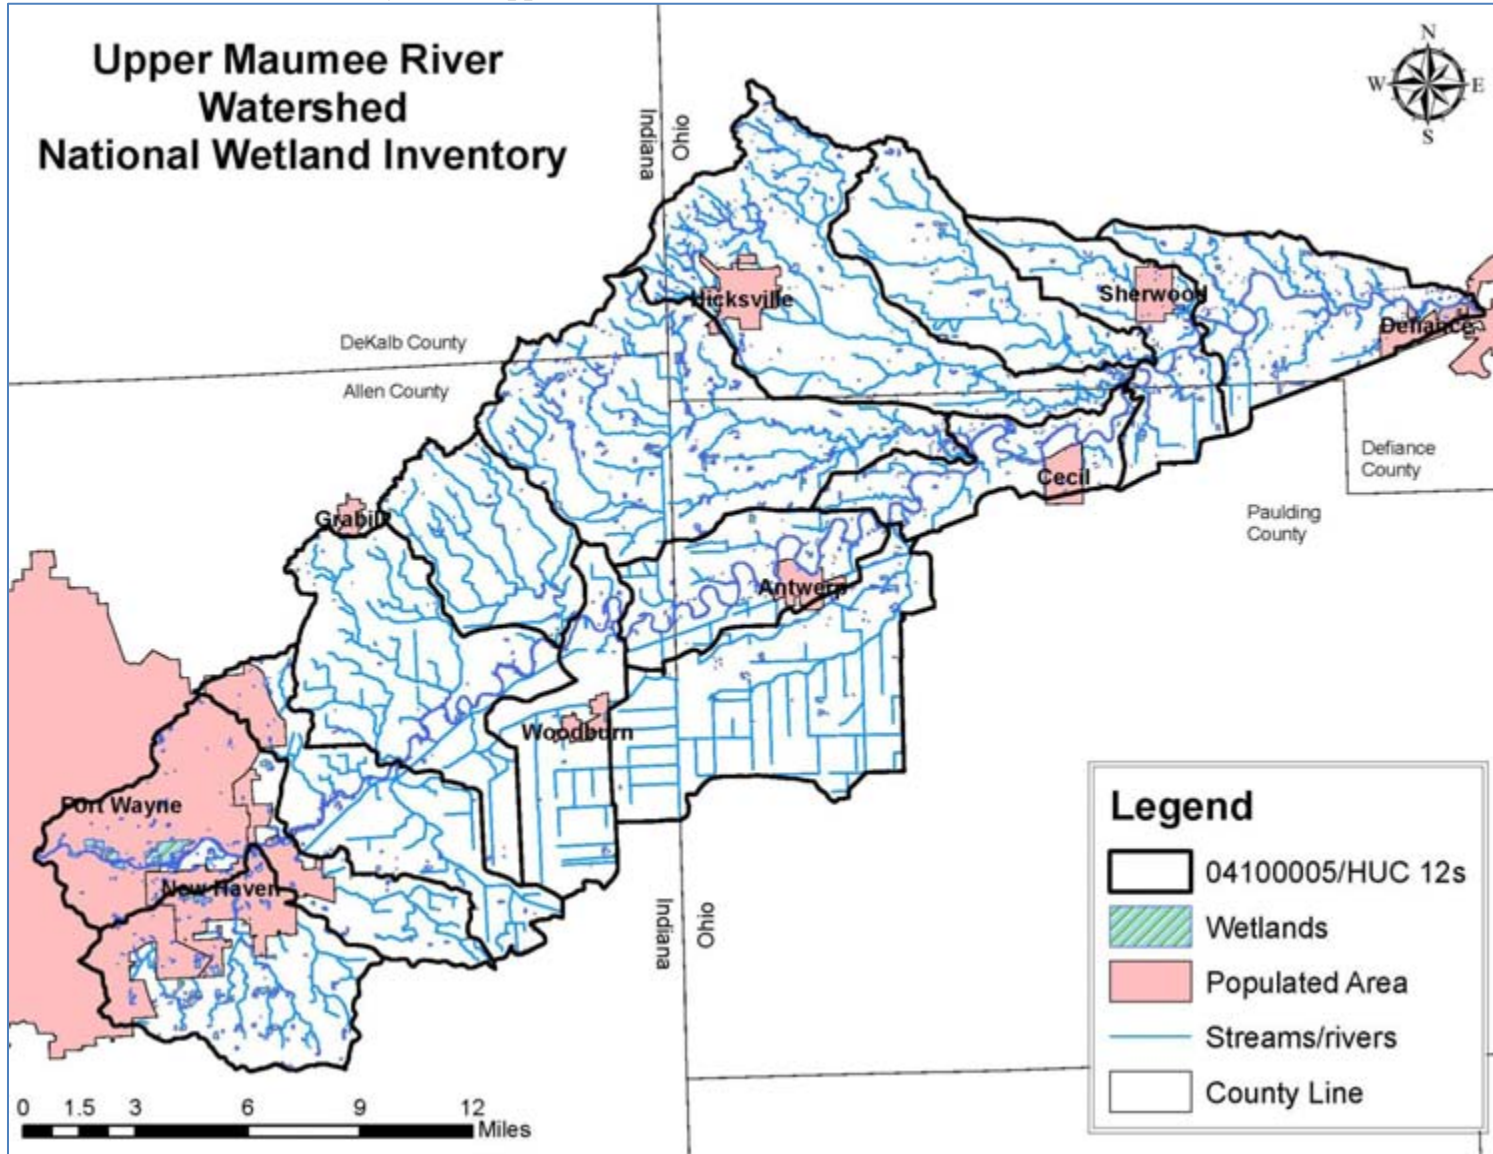 Upper Maumee River
Watershed
National Wetland Inventory
N
W E
S
Indiana
Ohio
Hicksville
Sherwood
Defiance
DeKalb County
Allen County
Defiance
County
Cecil
Paulding
County
Grabill
Antwerp
Woodburn
Fort Wayne
New Haven
Indiana
Ohio
Legend
04100005/HUC 12s
Wetlands
Populated Area
Streams/rivers
County Line
0 1.5 3 6 9 12
Miles